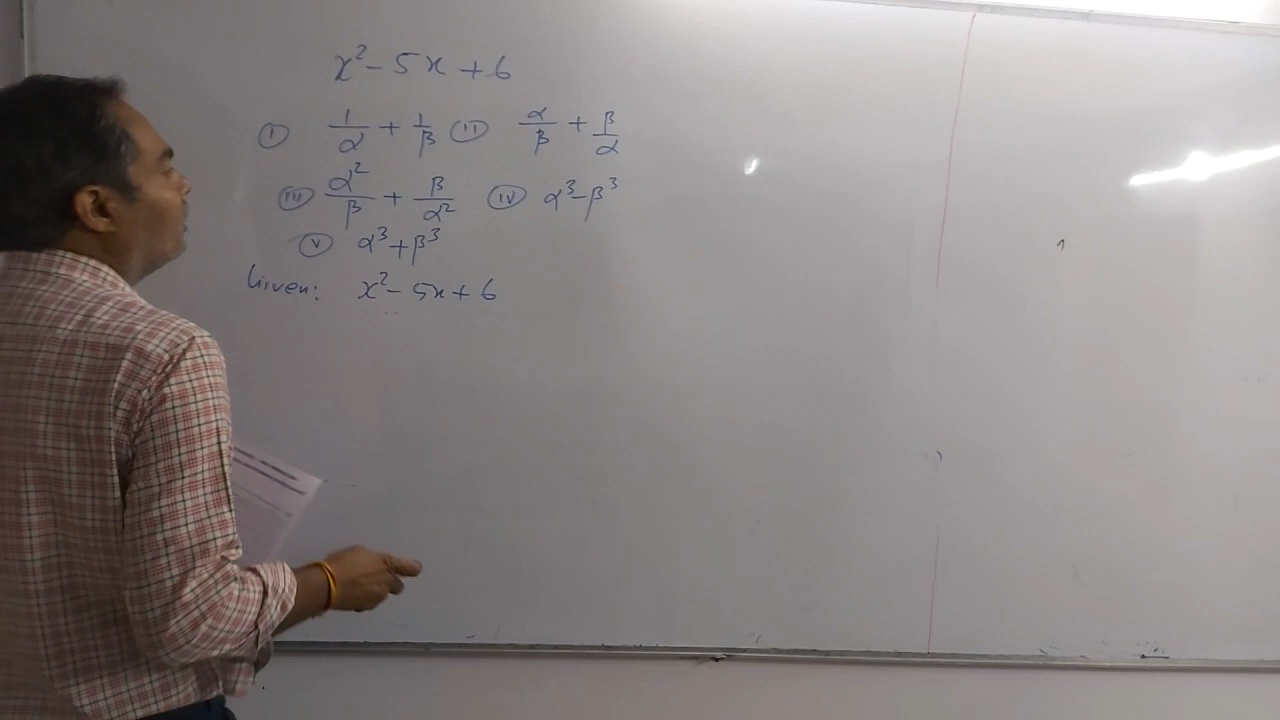 x² - 5x + 6
(i) 1/α + 1/β (ii) α/β + β/α
(iii) α²/β + β/α² (iv) α³ - β³
(v) α³ + β³
Given: x² - 5x + 6